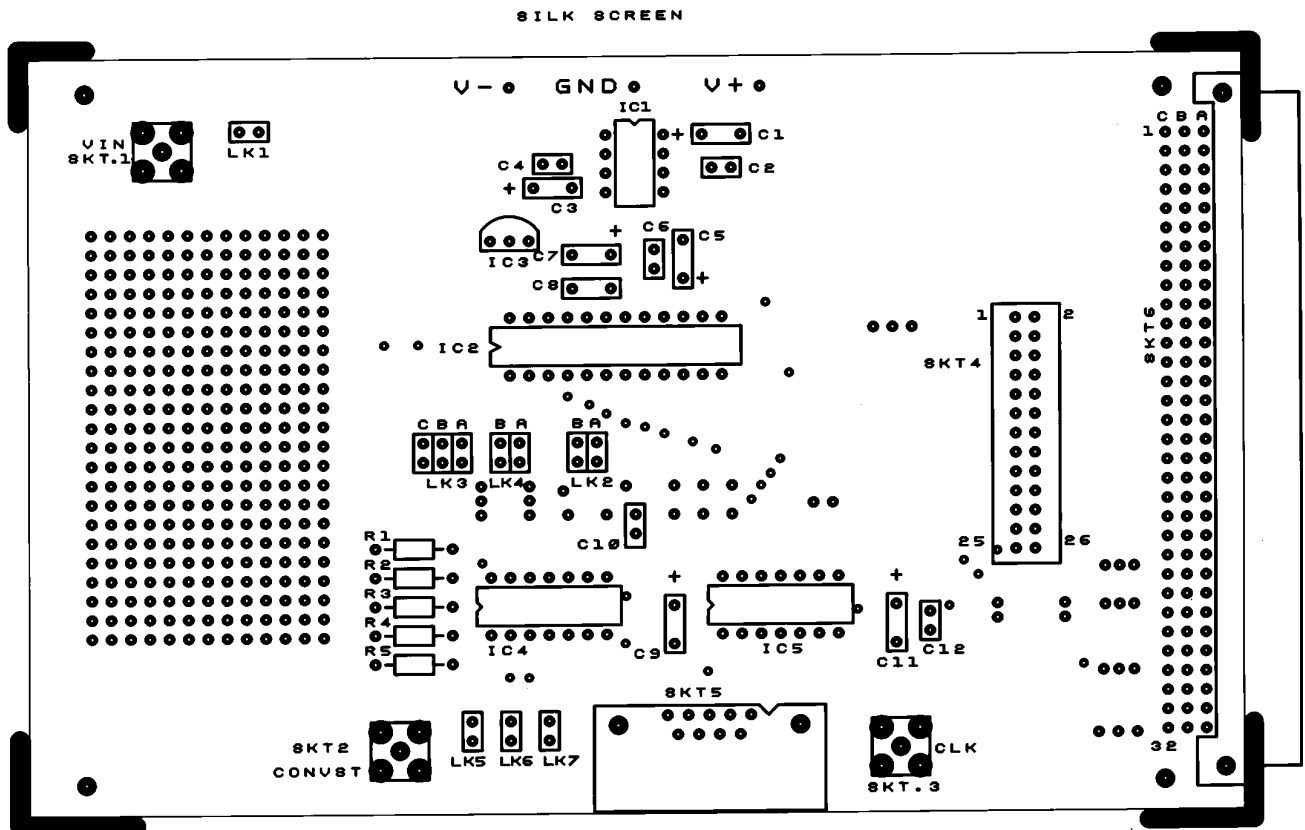 SILK SCREEN
V- GND V+
IC1
C B A
1
VIN
SKT.1
LK1
+ C1
C4
C2
+
C3
+
C6
C5
IC3
C7
+
C8
1 2
SKT6
IC2
SKT4
C B A
B A
B A
LK3
LK4
LK2
R1
C10
25 26
R2
+
+
R3
R4
IC4
C9
IC5
C11
C12
R5
SKT5
SKT2
CONVST
LK5
LK6
LK7
CLK
SKT.3
32